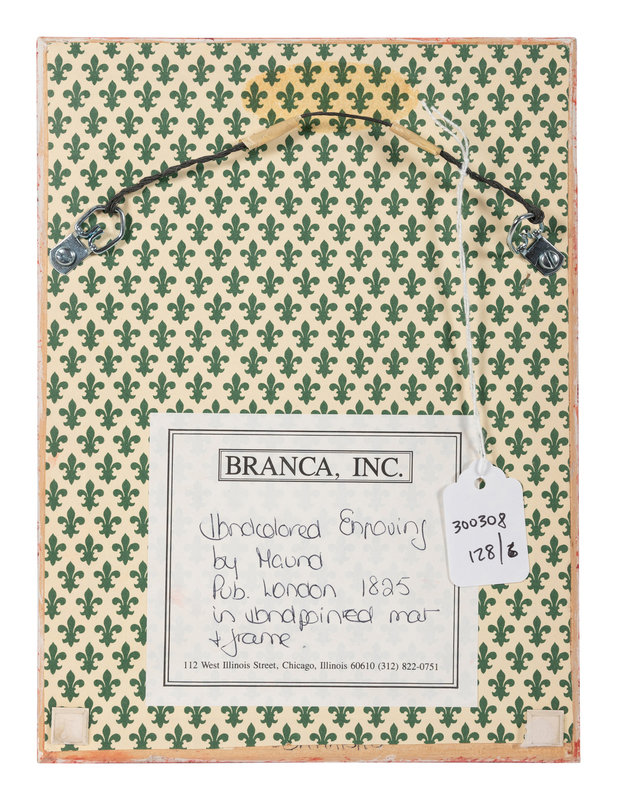 BRANCA, INC.
Handcolored Engraving
by Maund
Pub. London 1825
in handpainted mat
+ frame.
112 West Illinois Street, Chicago, Illinois 60610 (312) 822-0751
300308
128/6